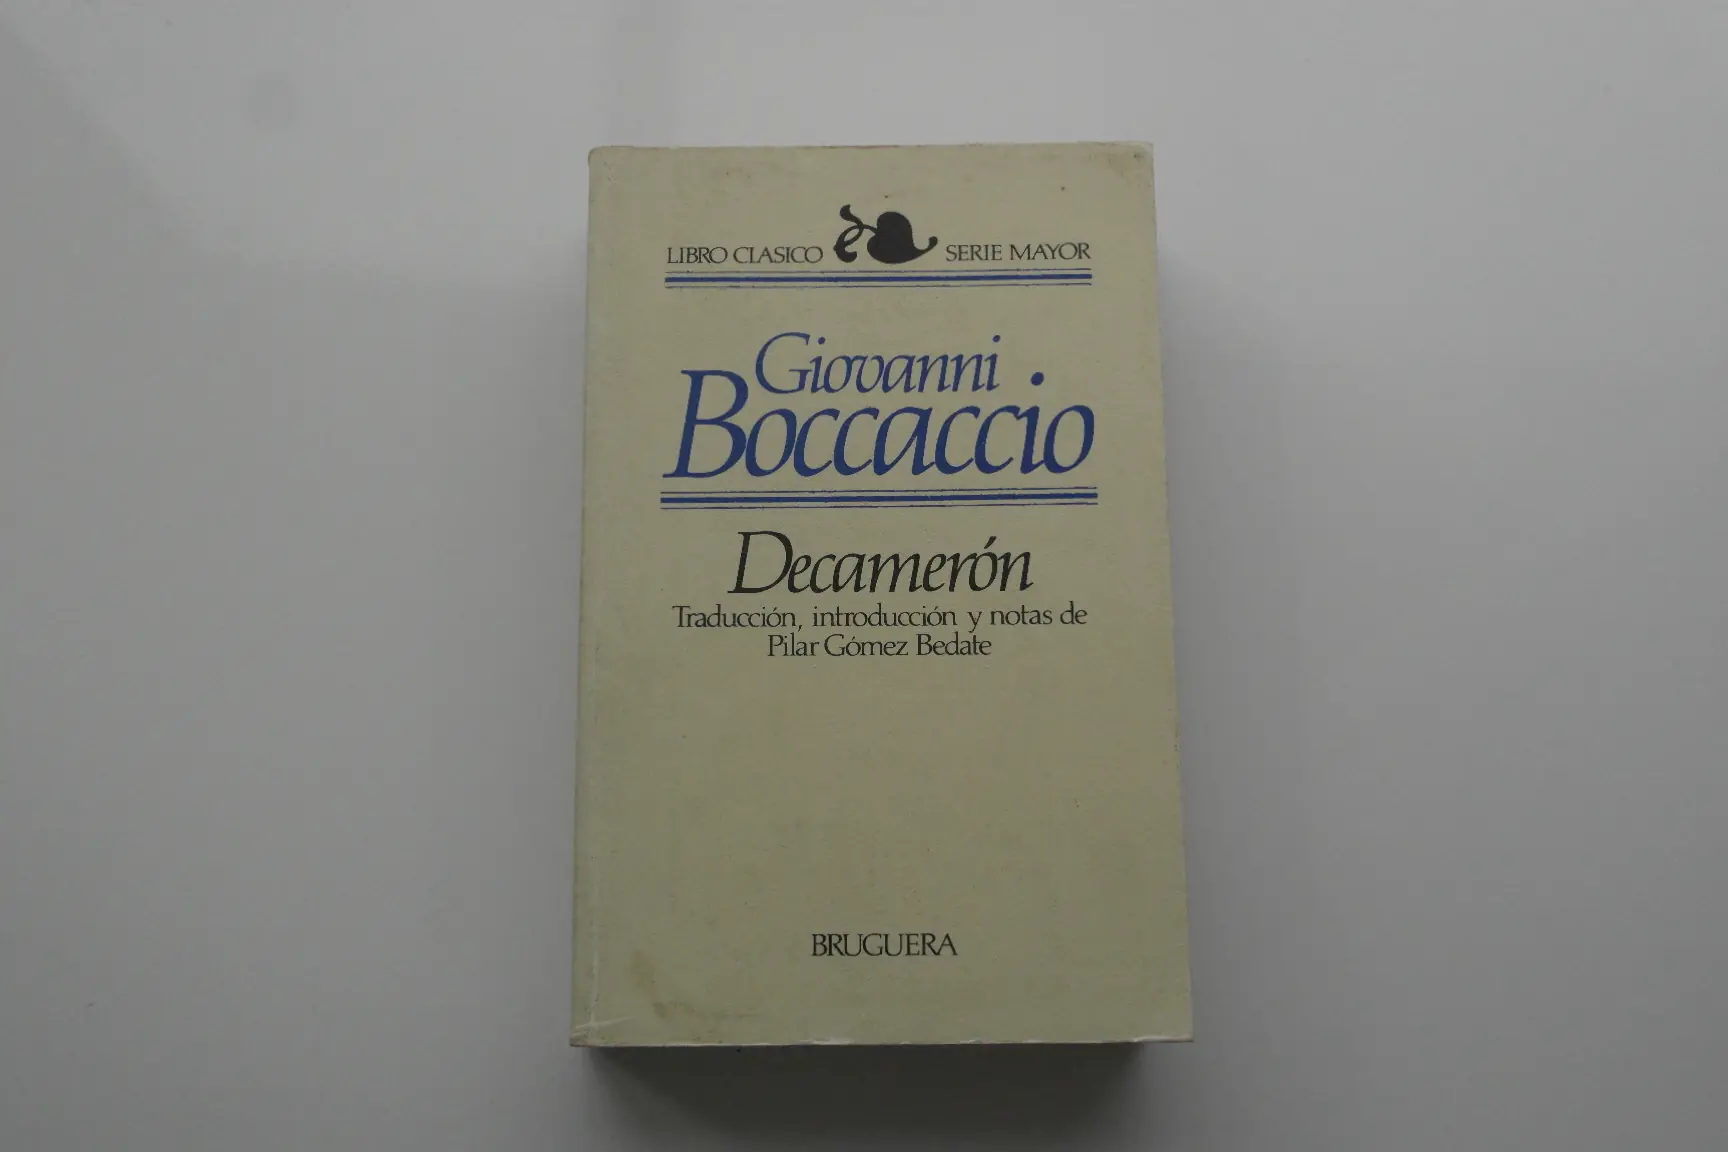 LIBRO CLASICO SERIE MAYOR
Giovanni
Boccaccio
Decamerón
Traducción, introducción y notas de
Pilar Gómez Bedate
BRUGUERA